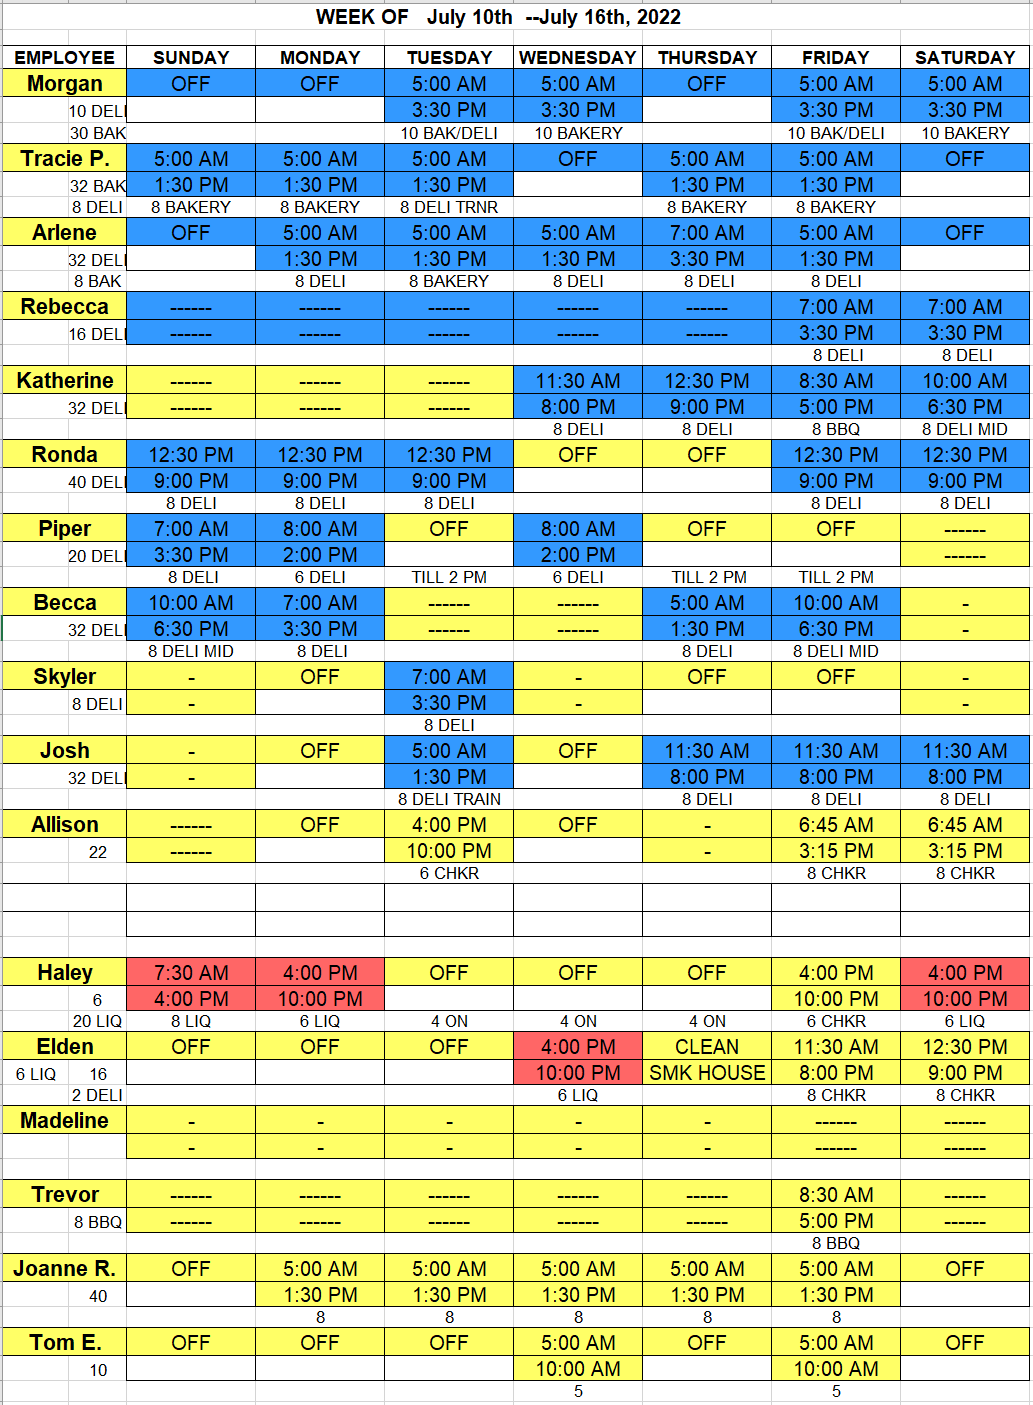 WEEK OF July 10th --July 16th, 2022
EMPLOYEE SUNDAY MONDAY TUESDAY WEDNESDAY THURSDAY FRIDAY SATURDAY
Morgan OFF OFF 5:00 AM 5:00 AM OFF 5:00 AM 5:00 AM
10 DELI 3:30 PM 3:30 PM 3:30 PM 3:30 PM
30 BAK 10 BAK/DELI 10 BAKERY 10 BAK/DELI 10 BAKERY
Tracie P. 5:00 AM 5:00 AM 5:00 AM OFF 5:00 AM 5:00 AM OFF
32 BAK 1:30 PM 1:30 PM 1:30 PM 1:30 PM 1:30 PM
8 DELI 8 BAKERY 8 BAKERY 8 DELI TRNR 8 BAKERY 8 BAKERY
Arlene OFF 5:00 AM 5:00 AM 5:00 AM 7:00 AM 5:00 AM OFF
32 DELI 1:30 PM 1:30 PM 1:30 PM 3:30 PM 1:30 PM
8 BAK 8 DELI 8 BAKERY 8 DELI 8 DELI 8 DELI
Rebecca ------ ------ ------ ------ ------ 7:00 AM 7:00 AM
16 DELI ------ ------ ------ ------ ------ 3:30 PM 3:30 PM
8 DELI 8 DELI
Katherine ------ ------ ------ 11:30 AM 12:30 PM 8:30 AM 10:00 AM
32 DELI ------ ------ ------ 8:00 PM 9:00 PM 5:00 PM 6:30 PM
8 DELI 8 DELI 8 BBQ 8 DELI MID
Ronda 12:30 PM 12:30 PM 12:30 PM OFF OFF 12:30 PM 12:30 PM
40 DELI 9:00 PM 9:00 PM 9:00 PM 9:00 PM 9:00 PM
8 DELI 8 DELI 8 DELI 8 DELI 8 DELI
Piper 7:00 AM 8:00 AM OFF 8:00 AM OFF OFF ------
20 DELI 3:30 PM 2:00 PM 2:00 PM ------
8 DELI 6 DELI TILL 2 PM 6 DELI TILL 2 PM TILL 2 PM
Becca 10:00 AM 7:00 AM ------ ------ 5:00 AM 10:00 AM -
32 DELI 6:30 PM 3:30 PM ------ ------ 1:30 PM 6:30 PM -
8 DELI MID 8 DELI 8 DELI 8 DELI MID
Skyler - OFF 7:00 AM - OFF OFF -
8 DELI - 3:30 PM - -
8 DELI
Josh - OFF 5:00 AM OFF 11:30 AM 11:30 AM 11:30 AM
32 DELI - 1:30 PM 8:00 PM 8:00 PM 8:00 PM
8 DELI TRAIN 8 DELI 8 DELI 8 DELI
Allison ------ OFF 4:00 PM OFF - 6:45 AM 6:45 AM
22 ------ 10:00 PM - 3:15 PM 3:15 PM
6 CHKR 8 CHKR 8 CHKR
Haley 7:30 AM 4:00 PM OFF OFF OFF 4:00 PM 4:00 PM
6 4:00 PM 10:00 PM 10:00 PM 10:00 PM
20 LIQ 8 LIQ 6 LIQ 4 ON 4 ON 4 ON 6 CHKR 6 LIQ
Elden OFF OFF OFF 4:00 PM CLEAN 11:30 AM 12:30 PM
6 LIQ 16 10:00 PM SMK HOUSE 8:00 PM 9:00 PM
2 DELI 6 LIQ 8 CHKR 8 CHKR
Madeline - - - - - ------ ------
- - - - - ------ ------
Trevor ------ ------ ------ ------ ------ 8:30 AM ------
8 BBQ ------ ------ ------ ------ ------ 5:00 PM ------
8 BBQ
Joanne R. OFF 5:00 AM 5:00 AM 5:00 AM 5:00 AM 5:00 AM OFF
40 1:30 PM 1:30 PM 1:30 PM 1:30 PM 1:30 PM
8 8 8 8 8
Tom E. OFF OFF OFF 5:00 AM OFF 5:00 AM OFF
10 10:00 AM 10:00 AM
5 5